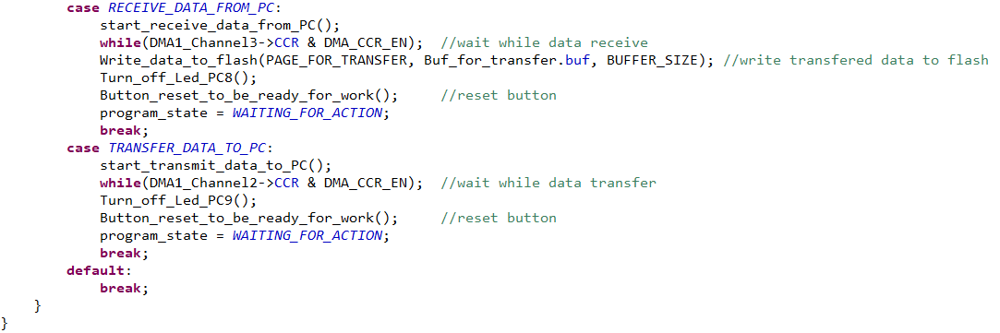 case RECEIVE_DATA_FROM_PC:
start_receive_data_from_PC();
while(DMA1_Channel3->CCR & DMA_CCR_EN);  //wait while data receive
Write_data_to_flash(PAGE_FOR_TRANSFER, Buf_for_transfer.buf, BUFFER_SIZE); //write transfered data to flash
Turn_off_Led_PC8();
Button_reset_to_be_ready_for_work();     //reset button
program_state = WAITING_FOR_ACTION;
break;
case TRANSFER_DATA_TO_PC:
start_transmit_data_to_PC();
while(DMA1_Channel2->CCR & DMA_CCR_EN);  //wait while data transfer
Turn_off_Led_PC9();
Button_reset_to_be_ready_for_work();     //reset button
program_state = WAITING_FOR_ACTION;
break;
default:
break;
}
}